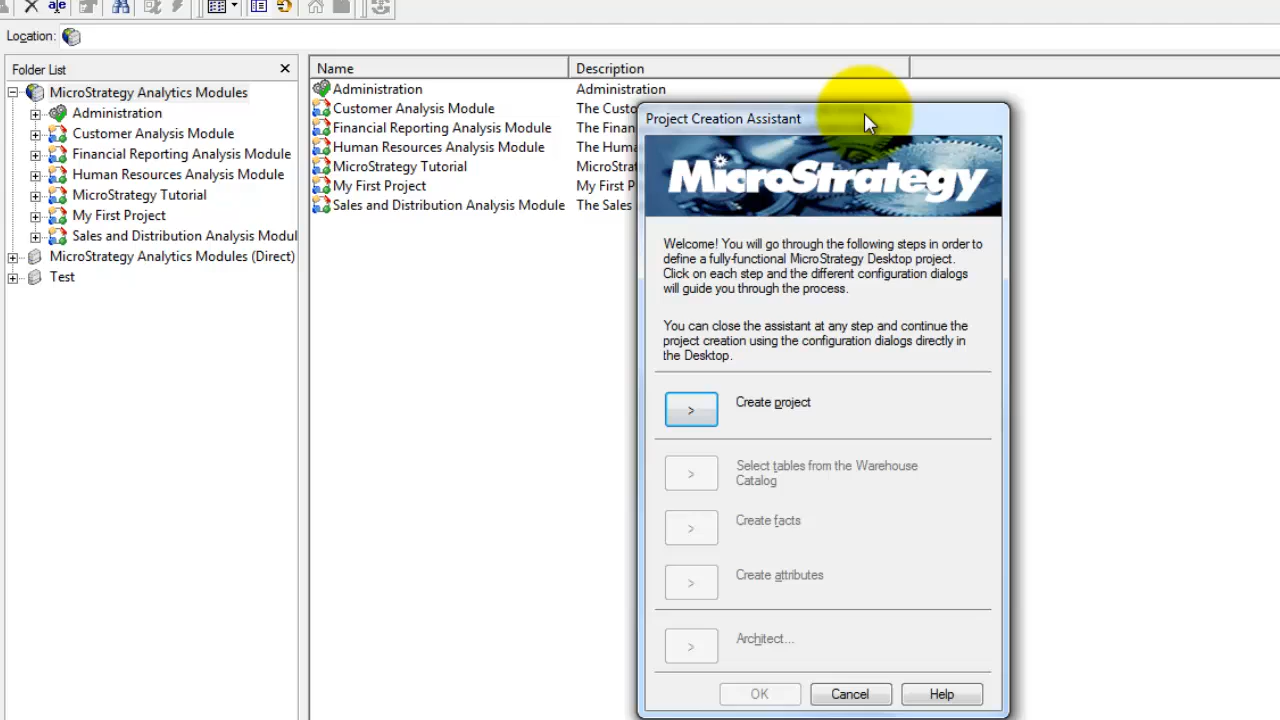 Location:
Folder List
MicroStrategy Analytics Modules
Administration
Customer Analysis Module
Financial Reporting Analysis Module
Human Resources Analysis Module
MicroStrategy Tutorial
My First Project
Sales and Distribution Analysis Modul
MicroStrategy Analytics Modules (Direct)
Test
Name Description
Administration Administration
Customer Analysis Module The Custo
Financial Reporting Analysis Module The Finan
Human Resources Analysis Module The Huma
MicroStrategy Tutorial MicroStrat
My First Project My First P
Sales and Distribution Analysis Module The Sales
Project Creation Assistant
MicroStrategy
Welcome! You will go through the following steps in order to
define a fully-functional MicroStrategy Desktop project.
Click on each step and the different configuration dialogs
will guide you through the process.
You can close the assistant at any step and continue the
project creation using the configuration dialogs directly in
the Desktop.
> Create project
> Select tables from the Warehouse
Catalog
> Create facts
> Create attributes
> Architect...
OK Cancel Help